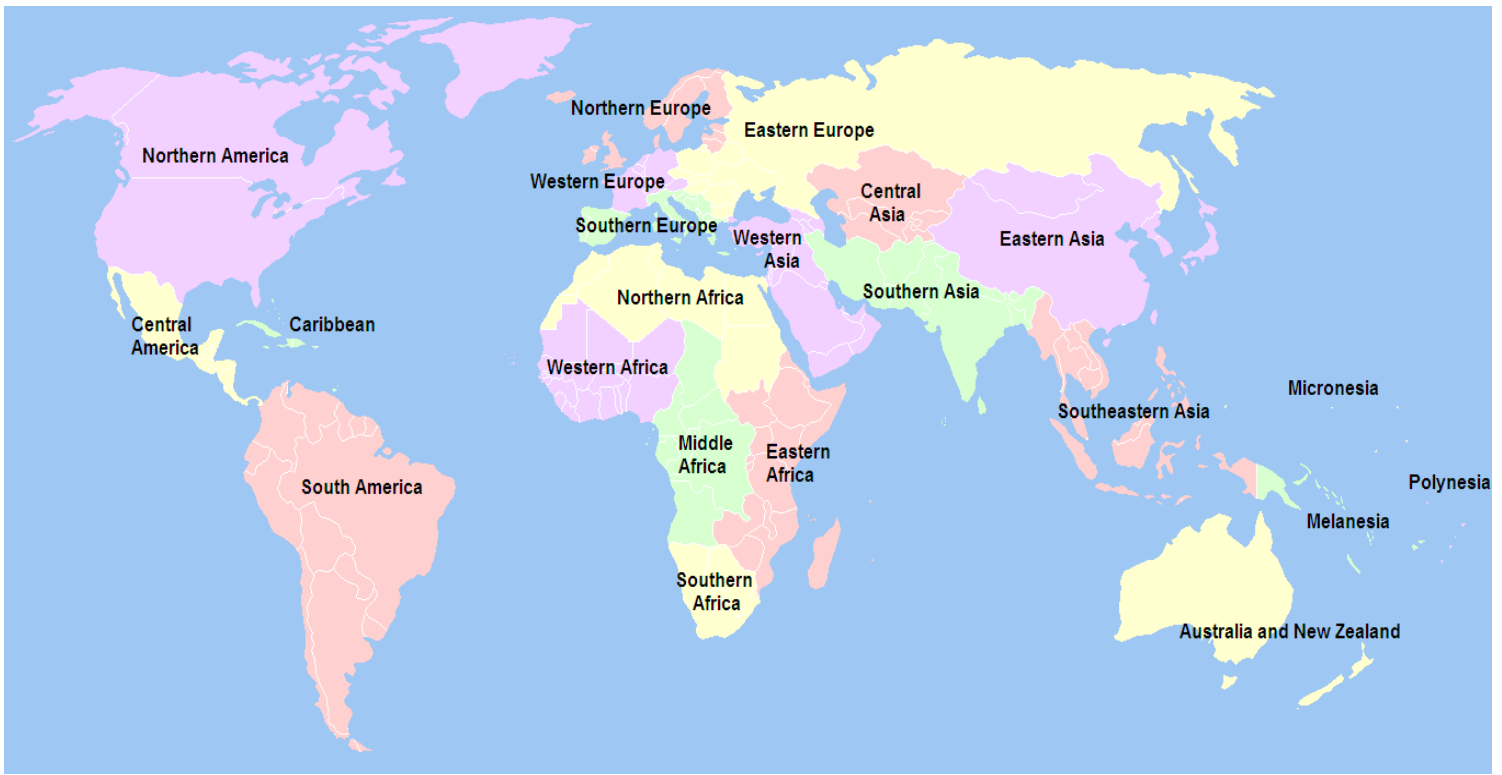 Northern Europe
Eastern Europe
Northern America
Western Europe
Central
Asia
Southern Europe
Western
Asia
Eastern Asia
Southern Asia
Northern Africa
Central
America
Caribbean
Western Africa
Micronesia
Southeastern Asia
Middle
Africa
Eastern
Africa
South America
Polynesia
Melanesia
Southern
Africa
Australia and New Zealand